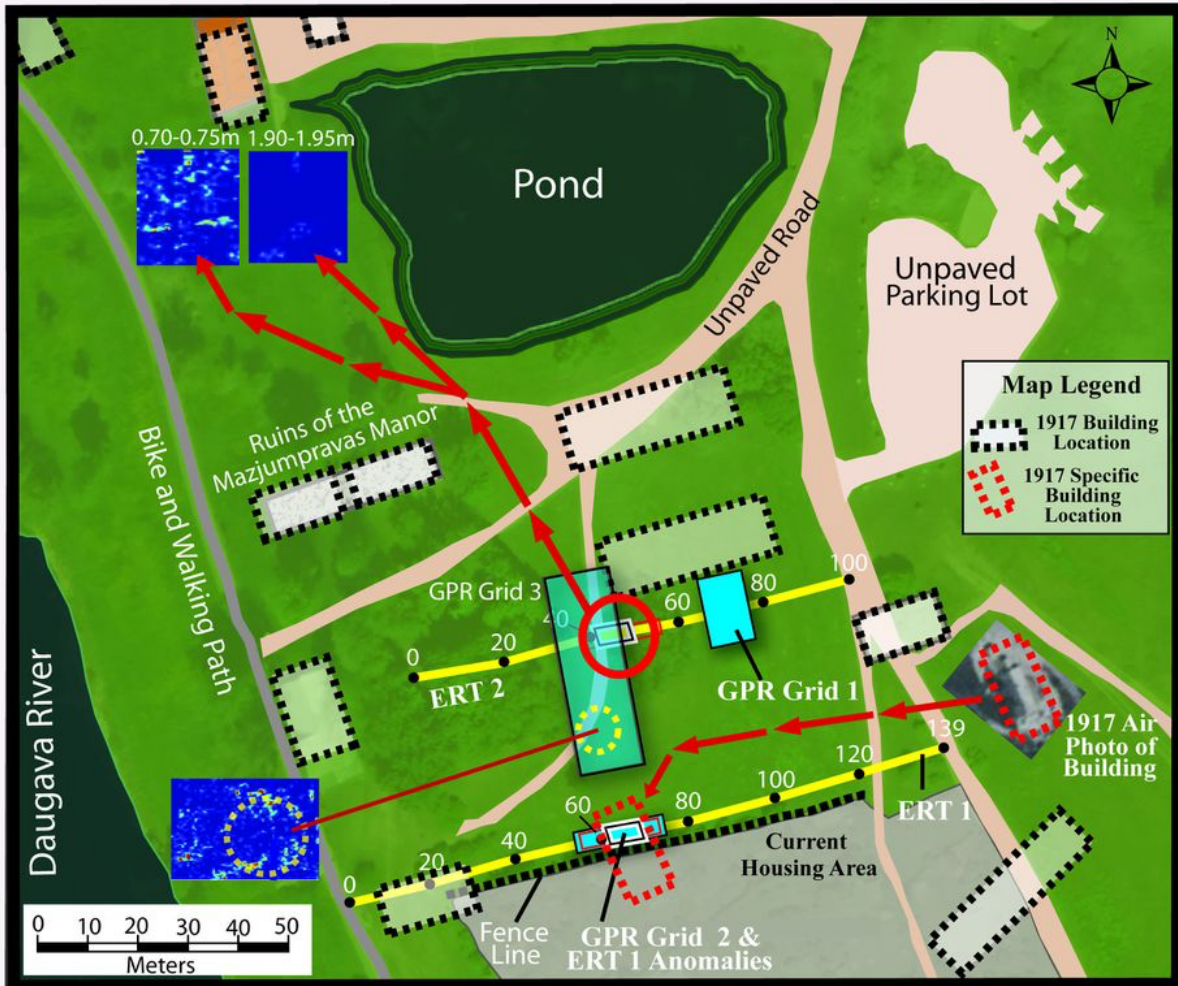 N
0.70-0.75m
1.90-1.95m
Pond
Unpaved Road
Unpaved
Parking Lot
Map Legend
1917 Building
Location
1917 Specific
Building
Location
Ruins of the
Mazjumpravas Manor
Bike and Walking Path
Daugava River
GPR Grid 3
0
20
40
60
80
100
ERT 2
GPR Grid 1
1917 Air
Photo of
Building
0
20
40
60
80
100
120
139
ERT 1
Current
Housing Area
Fence
Line
GPR Grid 2 &
ERT 1 Anomalies
0 10 20 30 40 50
Meters